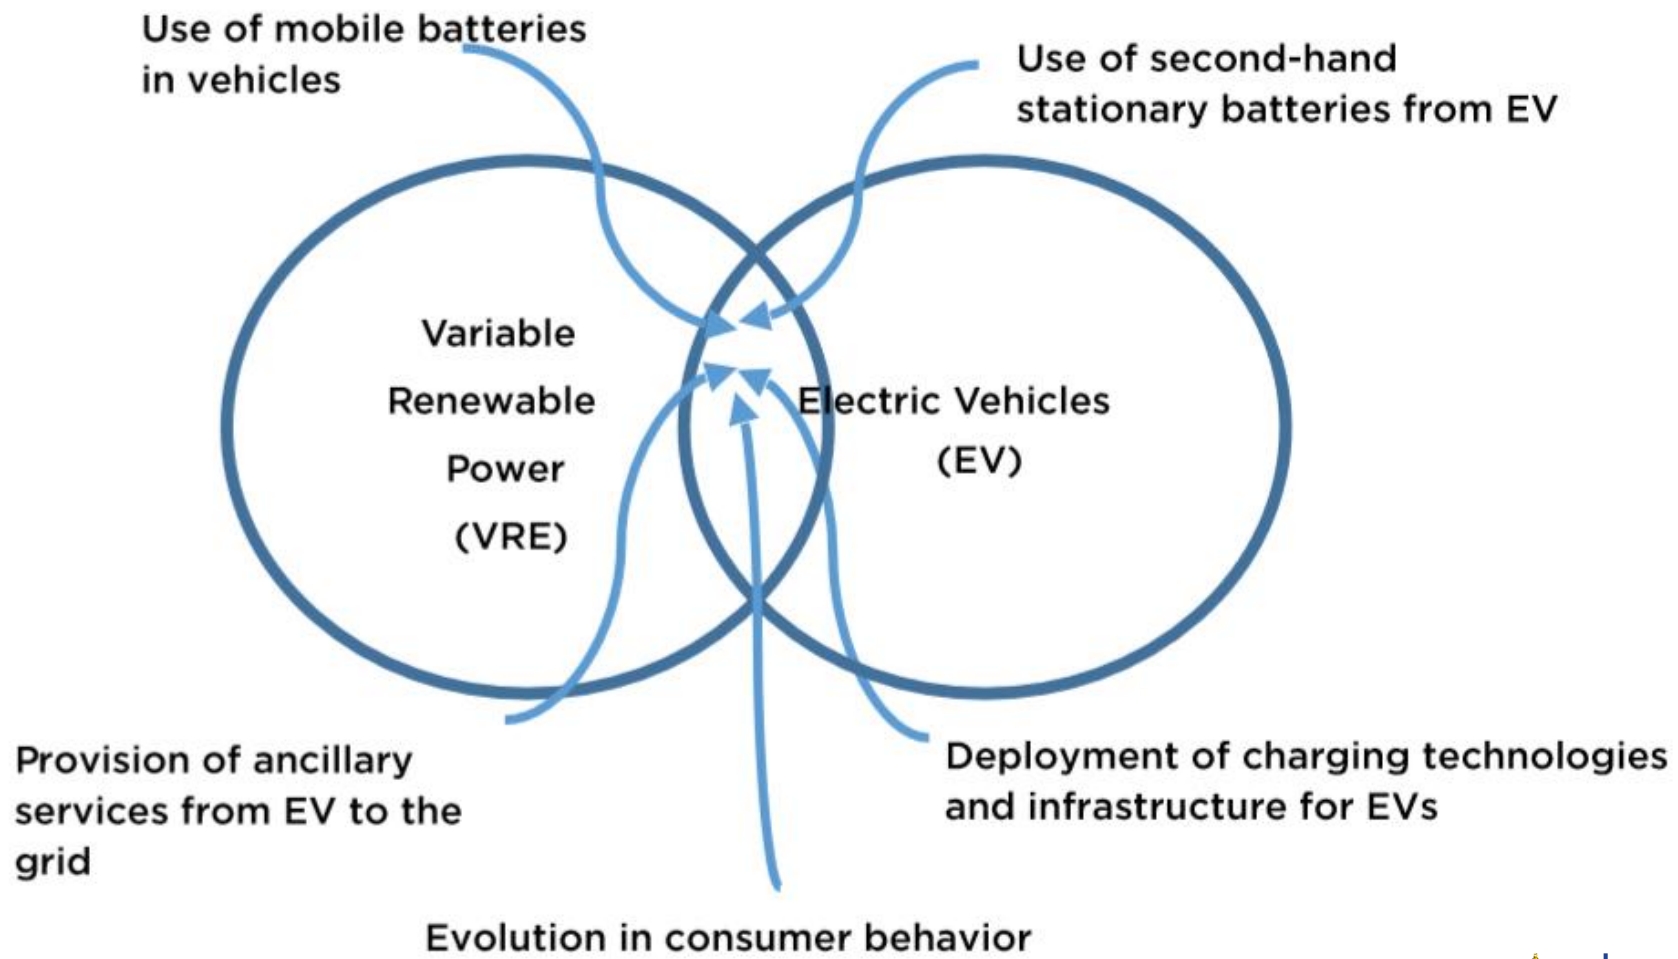 Use of mobile batteries
in vehicles
Use of second-hand
stationary batteries from EV
Variable
Renewable
Power
(VRE)
Electric Vehicles
(EV)
Provision of ancillary
services from EV to the
grid
Deployment of charging technologies
and infrastructure for EVs
Evolution in consumer behavior